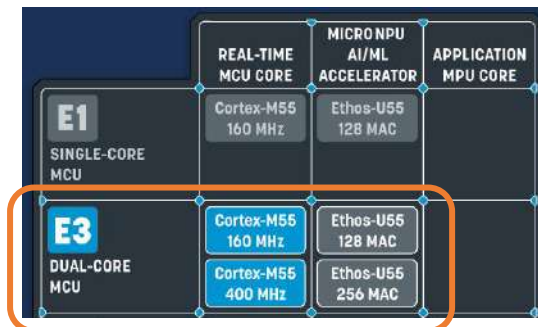 REAL-TIME
MCU CORE
MICRO NPU
AI/ML
ACCELERATOR
APPLICATION
MPU CORE
E1
SINGLE-CORE
MCU
Cortex-M55
160 MHz
Ethos-U55
128 MAC
E3
DUAL-CORE
MCU
Cortex-M55
160 MHz
Ethos-U55
128 MAC
Cortex-M55
400 MHz
Ethos-U55
256 MAC